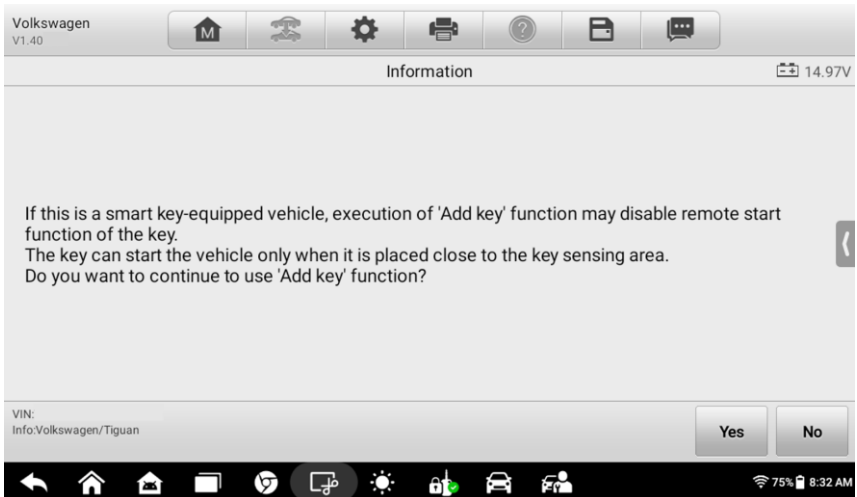 Volkswagen
V1.40
M
?
Information
14.97V
If this is a smart key-equipped vehicle, execution of 'Add key' function may disable remote start
function of the key.
The key can start the vehicle only when it is placed close to the key sensing area.
Do you want to continue to use 'Add key' function?
VIN:
Info:Volkswagen/Tiguan
Yes
No
75%
8:32 AM